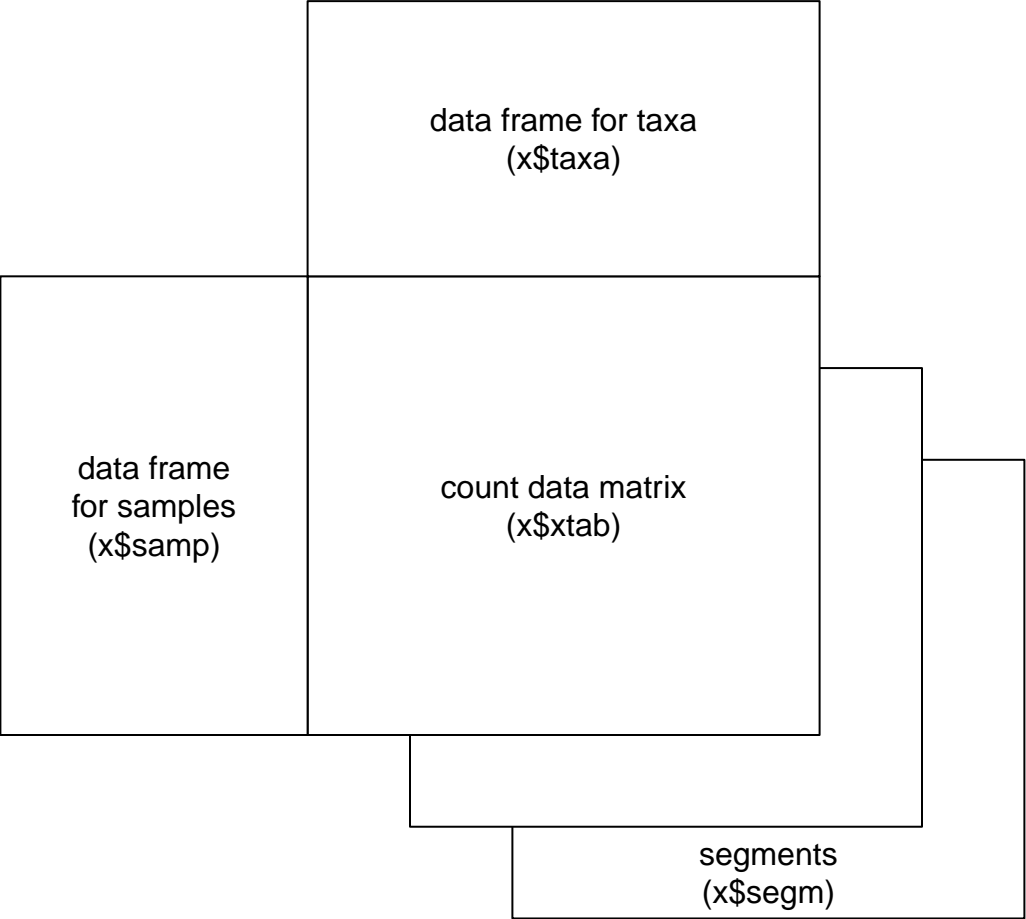 data frame for taxa
(x$taxa)
data frame
for samples
(x$samp)
count data matrix
(x$xtab)
segments
(x$segm)